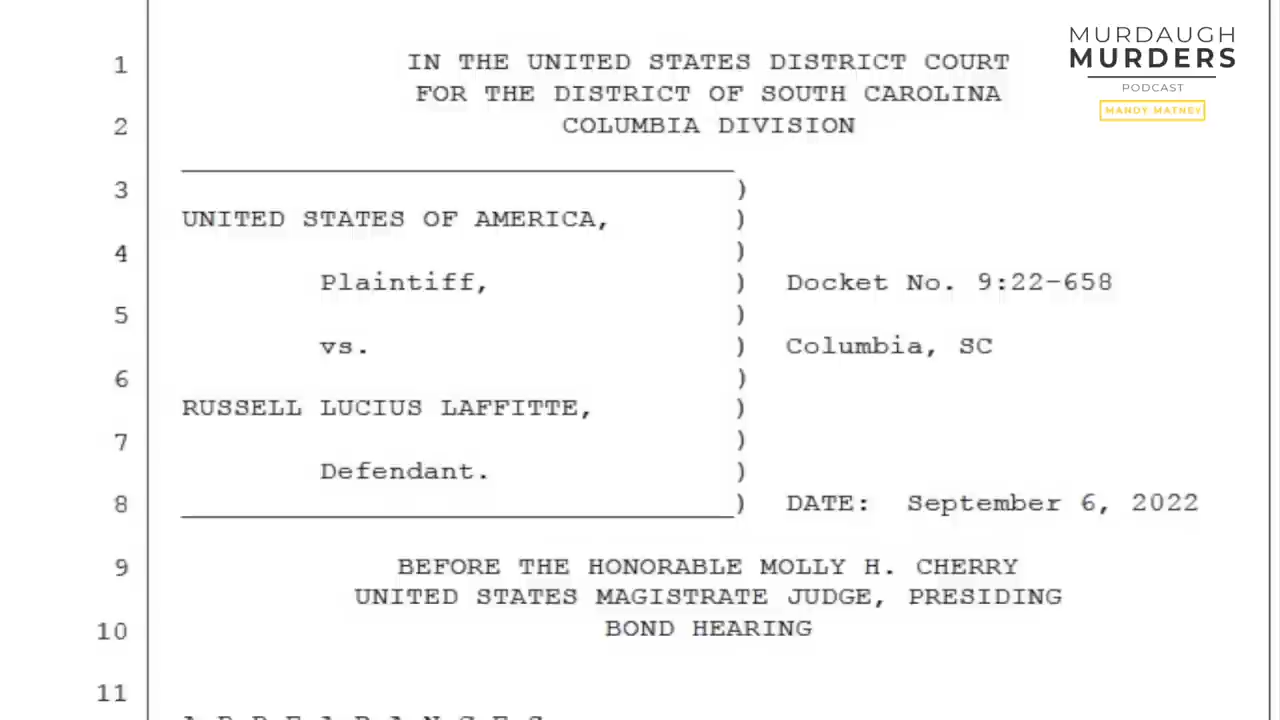 MURDAUGH
MURDERS
PODCAST
MANDY MATNEY
1 IN THE UNITED STATES DISTRICT COURT
FOR THE DISTRICT OF SOUTH CAROLINA
2 COLUMBIA DIVISION
3 )
UNITED STATES OF AMERICA, )
4 )
Plaintiff, ) Docket No. 9:22-658
5 )
vs. ) Columbia, SC
6 )
RUSSELL LUCIUS LAFFITTE, )
7 )
Defendant. )
8 ) DATE: September 6, 2022
9 BEFORE THE HONORABLE MOLLY H. CHERRY
UNITED STATES MAGISTRATE JUDGE, PRESIDING
10 BOND HEARING
11